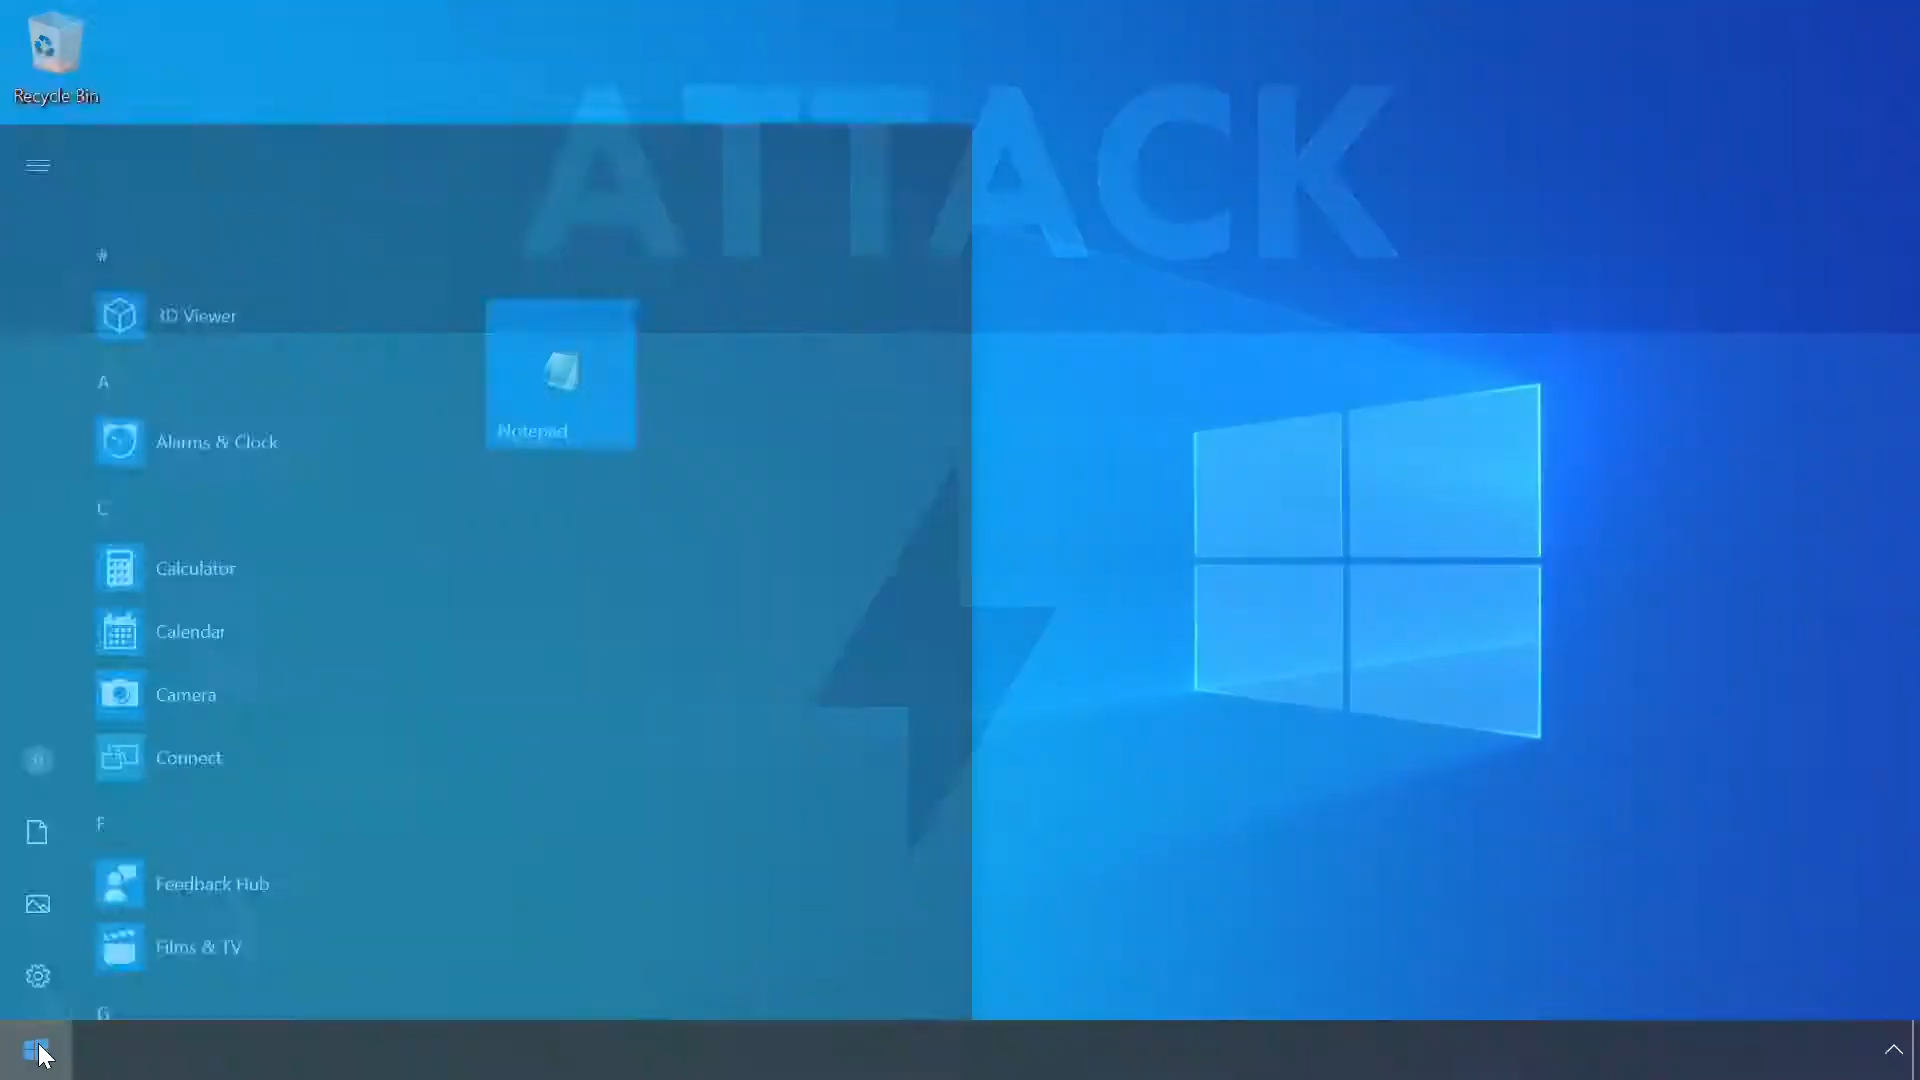 Recycle Bin
ATTACK
#
3D Viewer
A
Alarms & Clock
Notepad
C
Calculator
Calendar
Camera
Connect
F
Feedback Hub
Films & TV
G